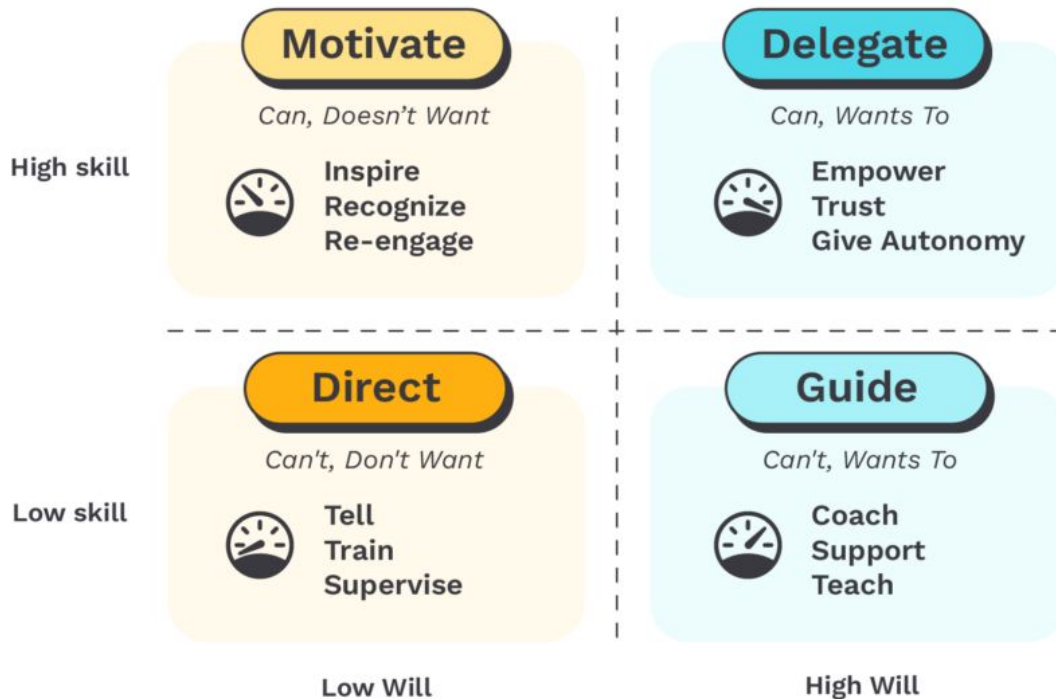 Motivate
Can, Doesn’t Want
Inspire
Recognize
Re-engage
Delegate
Can, Wants To
Empower
Trust
Give Autonomy
High skill
Direct
Can't, Don't Want
Tell
Train
Supervise
Guide
Can't, Wants To
Coach
Support
Teach
Low skill
Low Will
High Will